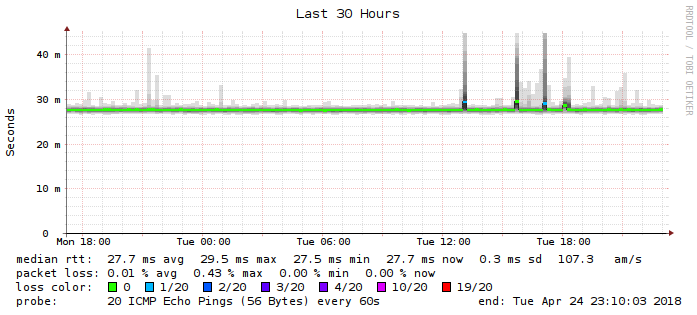 Last 30 Hours
RRDTOOL / TOBI OETIKER
Seconds
40 m
30 m
20 m
10 m
0
Mon 18:00 Tue 00:00 Tue 06:00 Tue 12:00 Tue 18:00
median rtt: 27.7 ms avg 29.5 ms max 27.5 ms min 27.7 ms now 0.3 ms sd 107.3 am/s
packet loss: 0.01 % avg 0.43 % max 0.00 % min 0.00 % now
loss color: 0 1/20 2/20 3/20 4/20 10/20 19/20
probe: 20 ICMP Echo Pings (56 Bytes) every 60s end: Tue Apr 24 23:10:03 2018